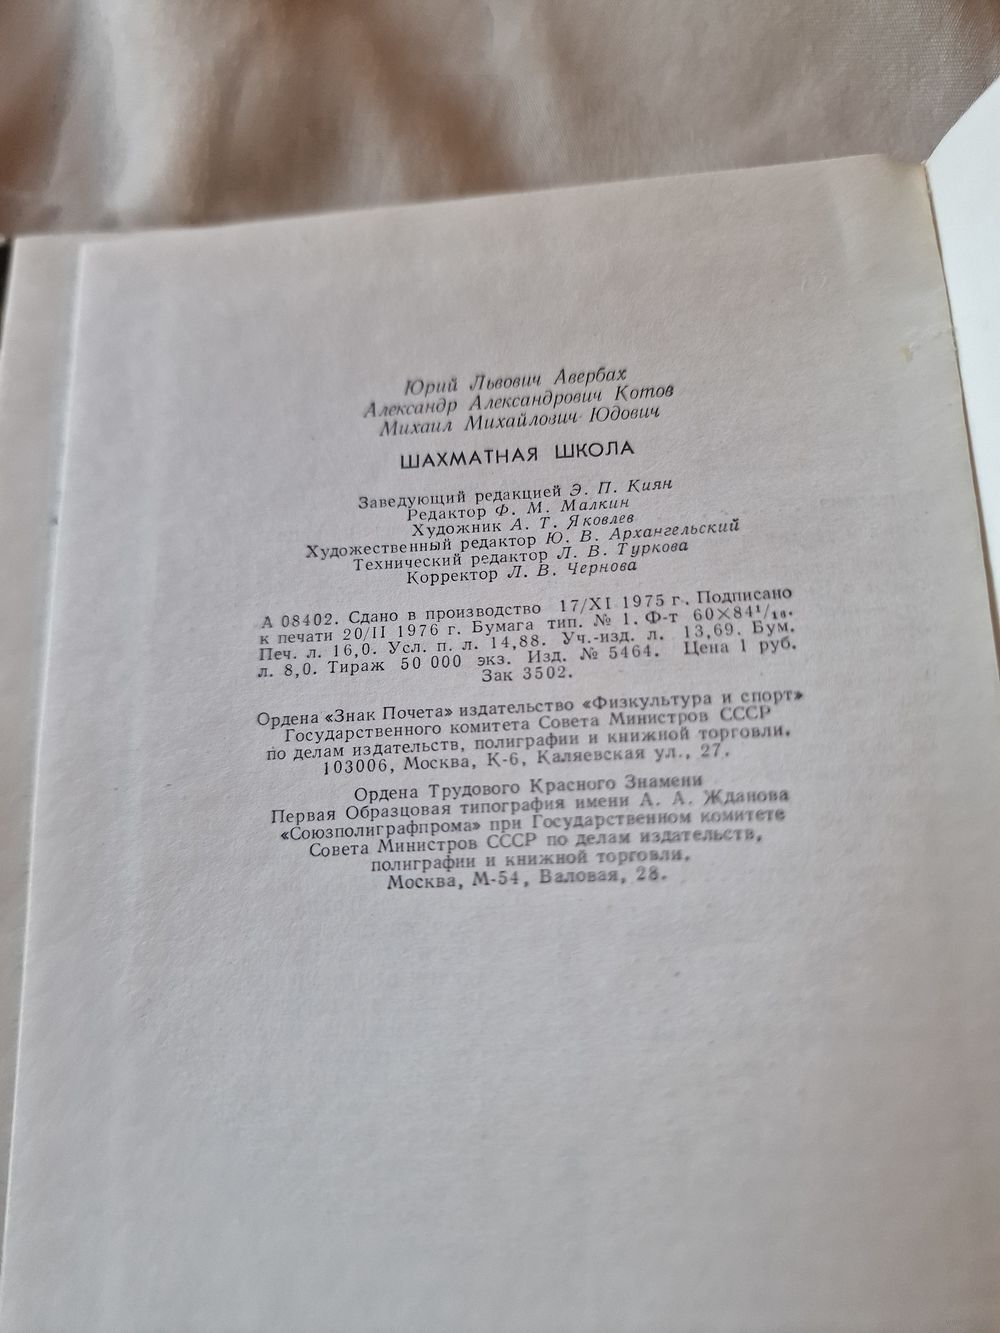 Юрий Львович Авербах
Александр Александрович Котов
Михаил Михайлович Юдович
ШАХМАТНАЯ ШКОЛА
Заведующий редакцией Э. П. Киян
Редактор Ф. М. Малкин
Художник А. Т. Яковлев
Художественный редактор Ю. В. Архангельский
Технический редактор Л. В. Туркова
Корректор Л. В. Чернова
А 08402. Сдано в производство 17/XI 1975 г. Подписано
к печати 20/II 1976 г. Бумага тип. № 1. Ф-т 60×84¹/₁₆.
Печ. л. 16,0. Усл. п. л. 14,88. Уч.-изд. л. 13,69. Бум.
л. 8,0. Тираж 50 000 экз. Изд. № 5464. Цена 1 руб.
Зак 3502.
Ордена «Знак Почета» издательство «Физкультура и спорт»
Государственного комитета Совета Министров СССР
по делам издательств, полиграфии и книжной торговли.
103006, Москва, К-6, Каляевская ул., 27.
Ордена Трудового Красного Знамени
Первая Образцовая типография имени А. А. Жданова
«Союзполиграфпрома» при Государственном комитете
Совета Министров СССР по делам издательств,
полиграфии и книжной торговли.
Москва, М-54, Валовая, 28.